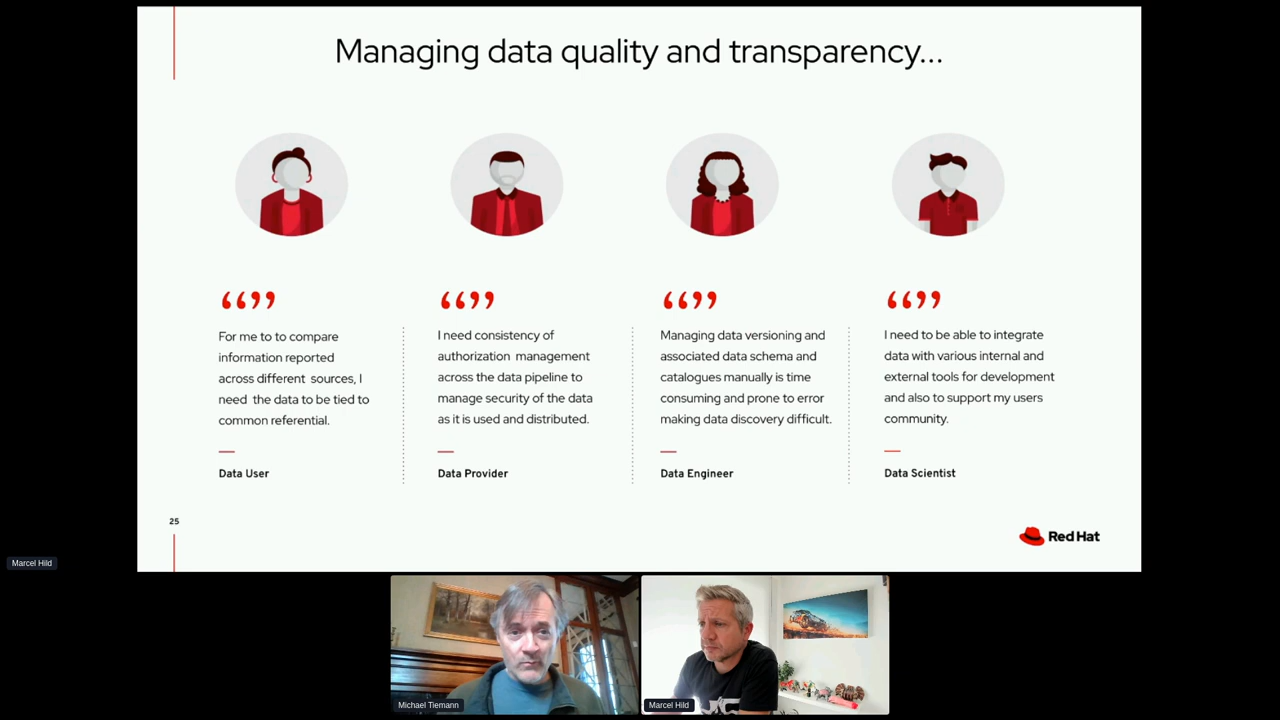 Managing data quality and transparency...
“”
For me to to compare
information reported
across different sources, I
need the data to be tied to
common referential.
Data User
“”
I need consistency of
authorization management
across the data pipeline to
manage security of the data
as it is used and distributed.
Data Provider
“”
Managing data versioning and
associated data schema and
catalogues manually is time
consuming and prone to error
making data discovery difficult.
Data Engineer
“”
I need to be able to integrate
data with various internal and
external tools for development
and also to support my users
community.
Data Scientist
25
Red Hat
Marcel Hild
Michael Tiemann
Marcel Hild